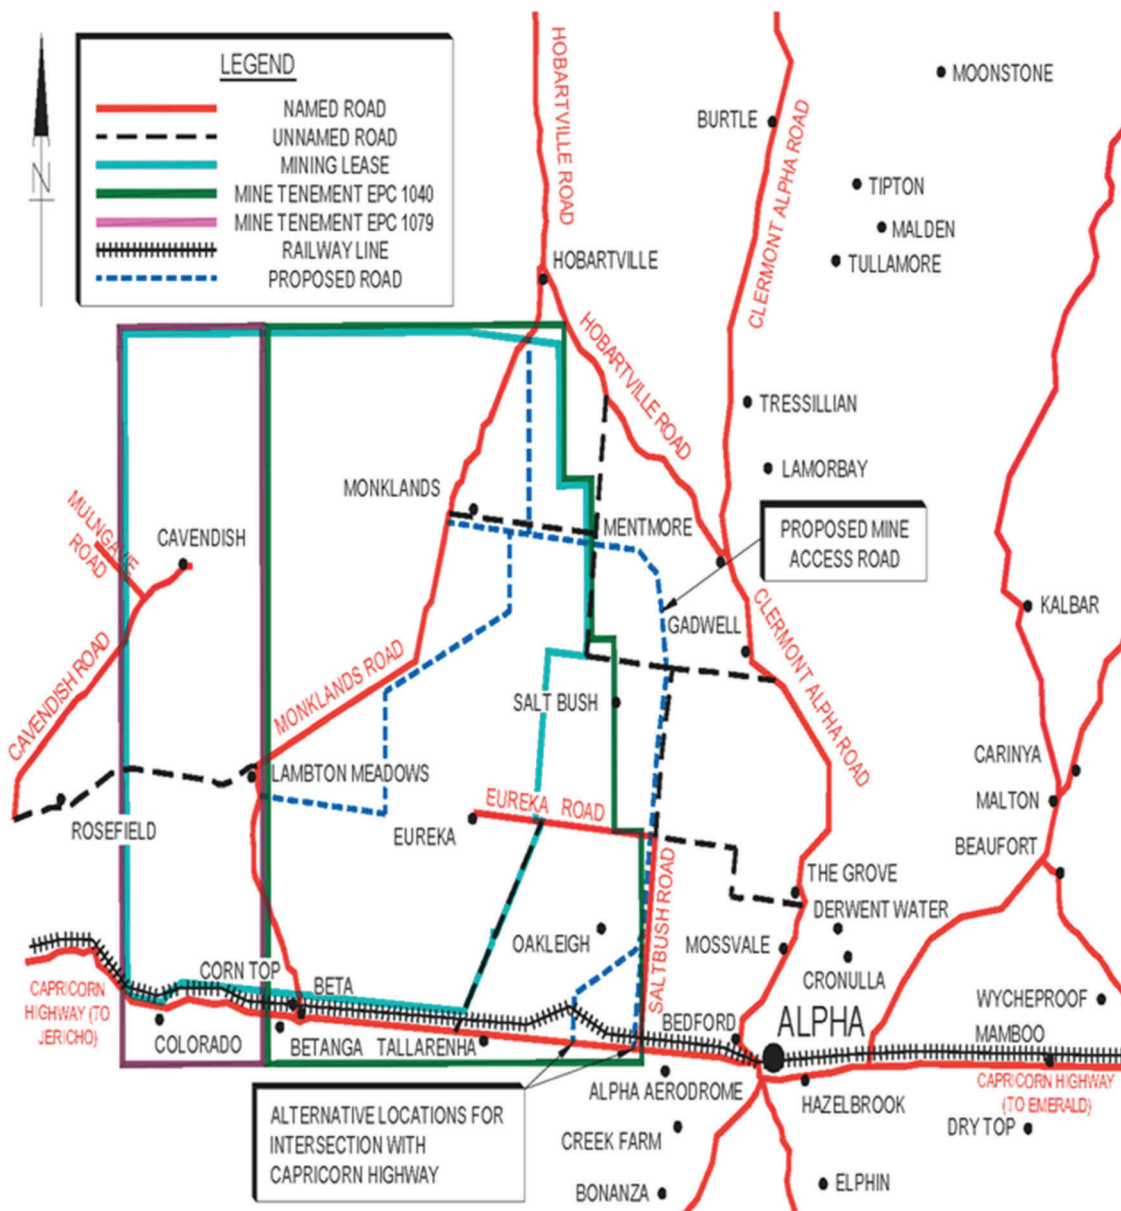 HOBARTVILLE ROAD
MOONSTONE
LEGEND
NAMED ROAD
UNNAMED ROAD
MINING LEASE
MINE TENEMENT EPC 1040
MINE TENEMENT EPC 1079
RAILWAY LINE
PROPOSED ROAD
N
BURTLE
CLERMONT ALPHA ROAD
TIPTON
MALDEN
TULLAMORE
HOBARTVILLE
HOBARTVILLE ROAD
TRESSILLIAN
LAMORBAY
MONKLANDS
MENTMORE
PROPOSED MINE
ACCESS ROAD
MULNGAVIE
ROAD
CAVENDISH
KALBAR
GADWELL
CLERMONT ALPHA ROAD
CAVENDISH ROAD
MONKLANDS ROAD
SALT BUSH
CARINYA
LAMBTON MEADOWS
MALTON
ROSEFIELD
EUREKA ROAD
EUREKA
BEAUFORT
THE GROVE
DERWENT WATER
SALTBUSH ROAD
OAKLEIGH
MOSSVALE
CRONULLA
CORN TOP
BETA
CAPRICORN
HIGHWAY (TO
JERICHO)
WYCHEPROOF
BEDFORD
ALPHA
MAMBOO
COLORADO
BETANGA
TALLARENHA
ALPHA AERODROME
HAZELBROOK
CAPRICORN HIGHWAY
(TO EMERALD)
ALTERNATIVE LOCATIONS FOR
INTERSECTION WITH
CAPRICORN HIGHWAY
CREEK FARM
DRY TOP
BONANZA
ELPHIN